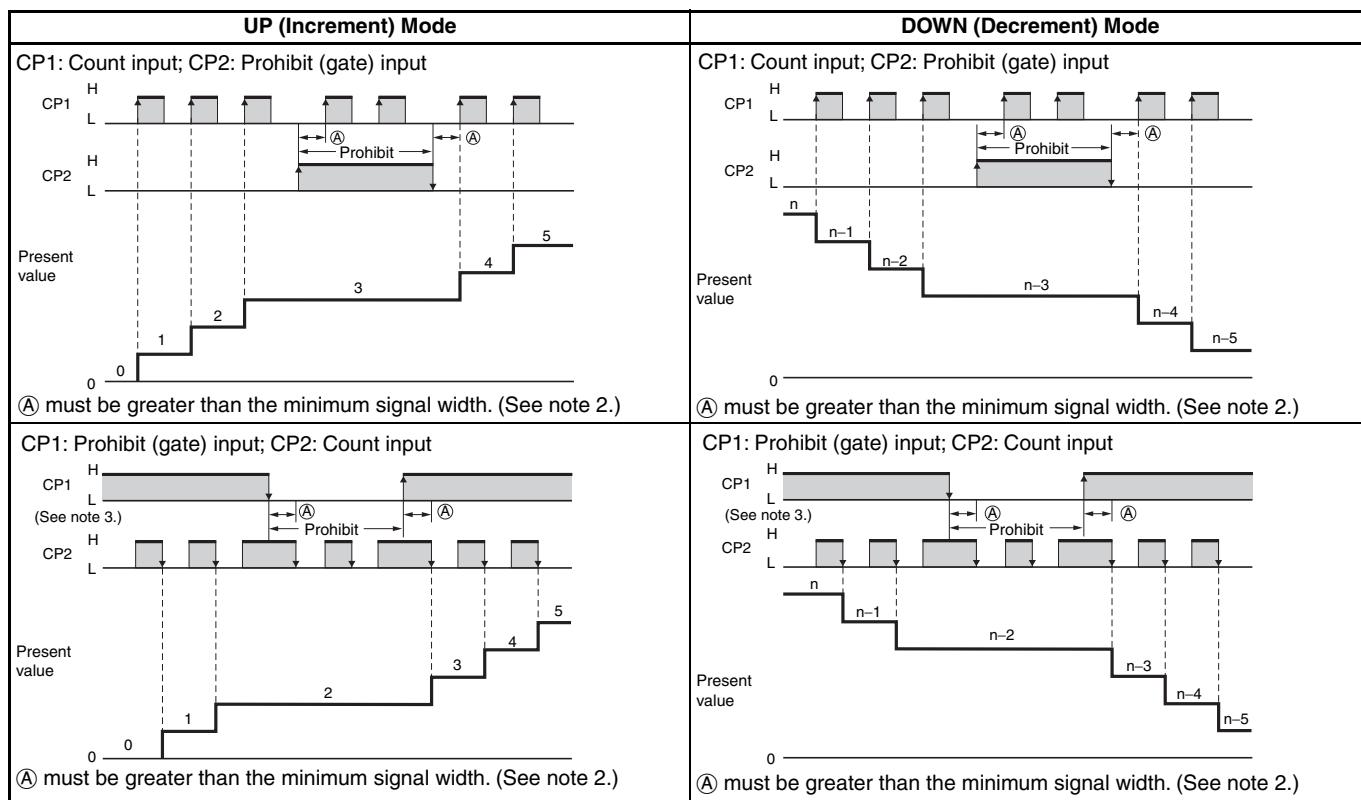 UP (Increment) Mode
DOWN (Decrement) Mode
CP1: Count input; CP2: Prohibit (gate) input
H
CP1
L
Ⓐ
Ⓐ
Prohibit
H
CP2
L
Present
value
0
1
2
3
4
5
0
Ⓐ must be greater than the minimum signal width. (See note 2.)
CP1: Count input; CP2: Prohibit (gate) input
H
CP1
L
Ⓐ
Ⓐ
Prohibit
H
CP2
L
n
n–1
n–2
n–3
n–4
n–5
Present
value
0
Ⓐ must be greater than the minimum signal width. (See note 2.)
CP1: Prohibit (gate) input; CP2: Count input
H
CP1
L
(See note 3.)
Ⓐ
Ⓐ
Prohibit
H
CP2
L
Present
value
0
1
2
3
4
5
0
Ⓐ must be greater than the minimum signal width. (See note 2.)
CP1: Prohibit (gate) input; CP2: Count input
H
CP1
L
(See note 3.)
Ⓐ
Ⓐ
Prohibit
H
CP2
L
n
n–1
n–2
n–3
n–4
n–5
Present
value
0
Ⓐ must be greater than the minimum signal width. (See note 2.)